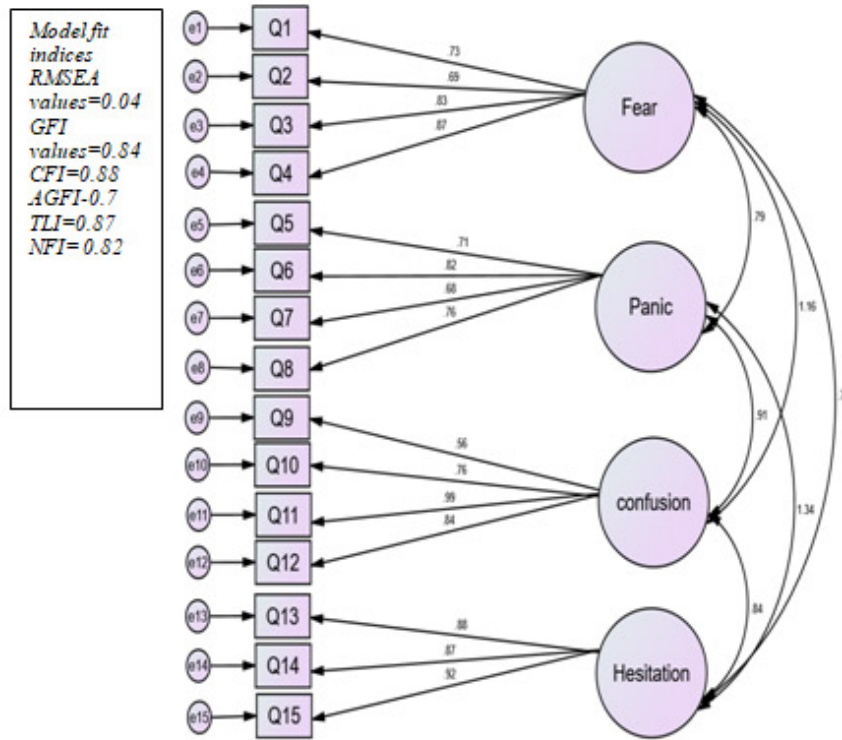 Model fit
indices
RMSEA
values=0.04
GFI
values=0.84
CFI=0.88
AGFI-0.7
TLI=0.87
NFI= 0.82
e1 Q1
e2 Q2
e3 Q3
e4 Q4
e5 Q5
e6 Q6
e7 Q7
e8 Q8
e9 Q9
e10 Q10
e11 Q11
e12 Q12
e13 Q13
e14 Q14
e15 Q15
.73
.69
.83
.87
.71
.82
.68
.76
.56
.76
.99
.84
.88
.87
.92
Fear
Panic
confusion
Hesitation
.79
1.16
.91
1.34
.84